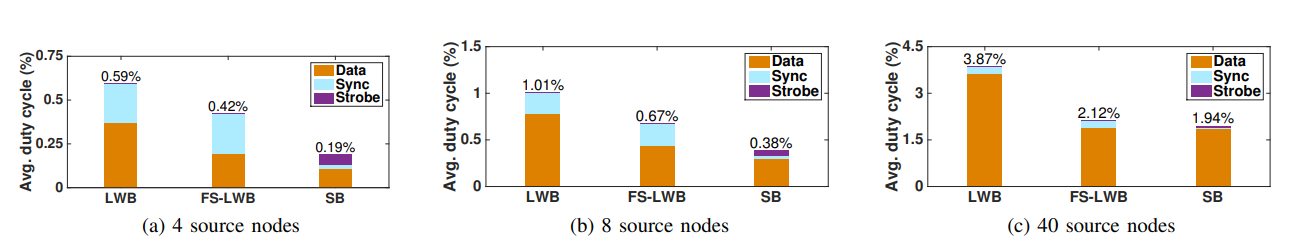 Avg. duty cycle (%)
0.75
0.5
0.25
0
0.59%
0.42%
0.19%
Data
Sync
Strobe
LWB
FS-LWB
SB
(a) 4 source nodes
Avg. duty cycle (%)
1.5
1
0.5
0
1.01%
0.67%
0.38%
Data
Sync
Strobe
LWB
FS-LWB
SB
(b) 8 source nodes
Avg. duty cycle (%)
4.5
3
1.5
0
3.87%
2.12%
1.94%
Data
Sync
Strobe
LWB
FS-LWB
SB
(c) 40 source nodes